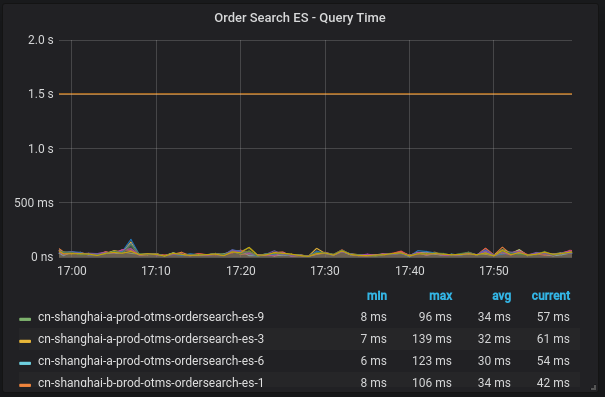 Order Search ES - Query Time
2.0 s
1.5 s
1.0 s
500 ms
0 ns
17:00 17:10 17:20 17:30 17:40 17:50
min max avg current
cn-shanghai-a-prod-otms-ordersearch-es-9 8 ms 96 ms 34 ms 57 ms
cn-shanghai-a-prod-otms-ordersearch-es-3 7 ms 139 ms 32 ms 61 ms
cn-shanghai-a-prod-otms-ordersearch-es-6 6 ms 123 ms 30 ms 54 ms
cn-shanghai-b-prod-otms-ordersearch-es-1 8 ms 106 ms 34 ms 42 ms